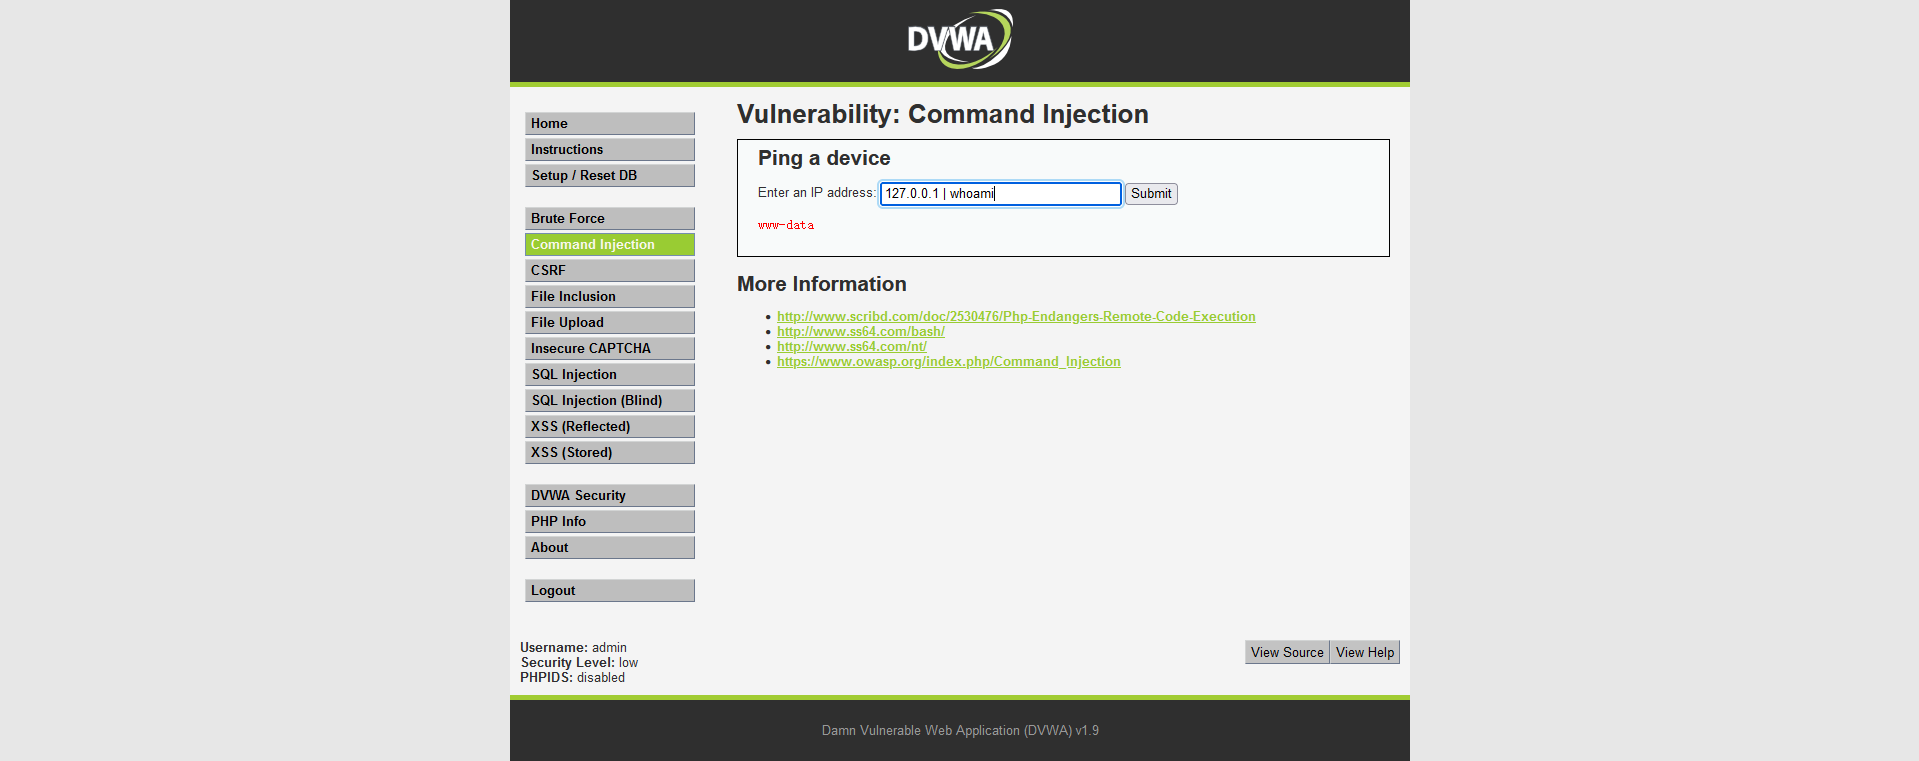 DVWA
Home
Instructions
Setup / Reset DB
Brute Force
Command Injection
CSRF
File Inclusion
File Upload
Insecure CAPTCHA
SQL Injection
SQL Injection (Blind)
XSS (Reflected)
XSS (Stored)
DVWA Security
PHP Info
About
Logout
Vulnerability: Command Injection
Ping a device
Enter an IP address: 127.0.0.1 | whoami Submit
www-data
More Information
http://www.scribd.com/doc/2530476/Php-Endangers-Remote-Code-Execution
http://www.ss64.com/bash/
http://www.ss64.com/nt/
https://www.owasp.org/index.php/Command_Injection
Username: admin
Security Level: low
PHPIDS: disabled
View Source View Help
Damn Vulnerable Web Application (DVWA) v1.9